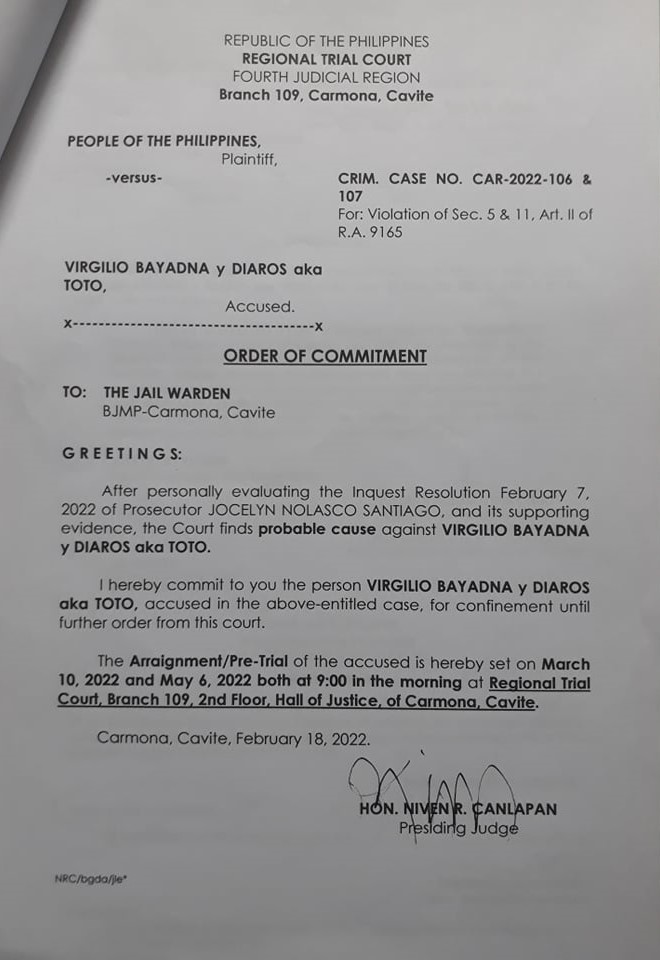 REPUBLIC OF THE PHILIPPINES
REGIONAL TRIAL COURT
FOURTH JUDICIAL REGION
Branch 109, Carmona, Cavite
PEOPLE OF THE PHILIPPINES,
Plaintiff,
-versus-
CRIM. CASE NO. CAR-2022-106 &
107
For: Violation of Sec. 5 & 11, Art. II of
R.A. 9165
VIRGILIO BAYADNA y DIAROS aka
TOTO,
Accused.
x-----------------------------------x
ORDER OF COMMITMENT
TO: THE JAIL WARDEN
BJMP-Carmona, Cavite
G R E E T I N G S:
After personally evaluating the Inquest Resolution February 7,
2022 of Prosecutor JOCELYN NOLASCO SANTIAGO, and its supporting
evidence, the Court finds probable cause against VIRGILIO BAYADNA
y DIAROS aka TOTO.
I hereby commit to you the person VIRGILIO BAYADNA y DIAROS
aka TOTO, accused in the above-entitled case, for confinement until
further order from this court.
The Arraignment/Pre-Trial of the accused is hereby set on March
10, 2022 and May 6, 2022 both at 9:00 in the morning at Regional Trial
Court, Branch 109, 2nd Floor, Hall of Justice, of Carmona, Cavite.
Carmona, Cavite, February 18, 2022.
HON. NIVEN R. CANLAPAN
Presiding Judge
NRC/bgda/jle*